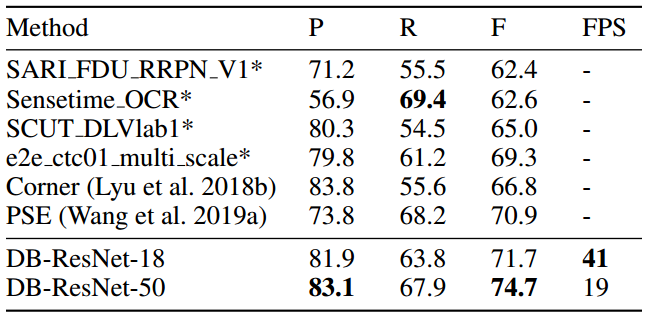 Method P R F FPS
SARI_FDU_RRPN_V1* 71.2 55.5 62.4 -
Sensetime_OCR* 56.9 69.4 62.6 -
SCUT_DLVlab1* 80.3 54.5 65.0 -
e2e_ctc01_multi_scale* 79.8 61.2 69.3 -
Corner (Lyu et al. 2018b) 83.8 55.6 66.8 -
PSE (Wang et al. 2019a) 73.8 68.2 70.9 -
DB-ResNet-18 81.9 63.8 71.7 41
DB-ResNet-50 83.1 67.9 74.7 19